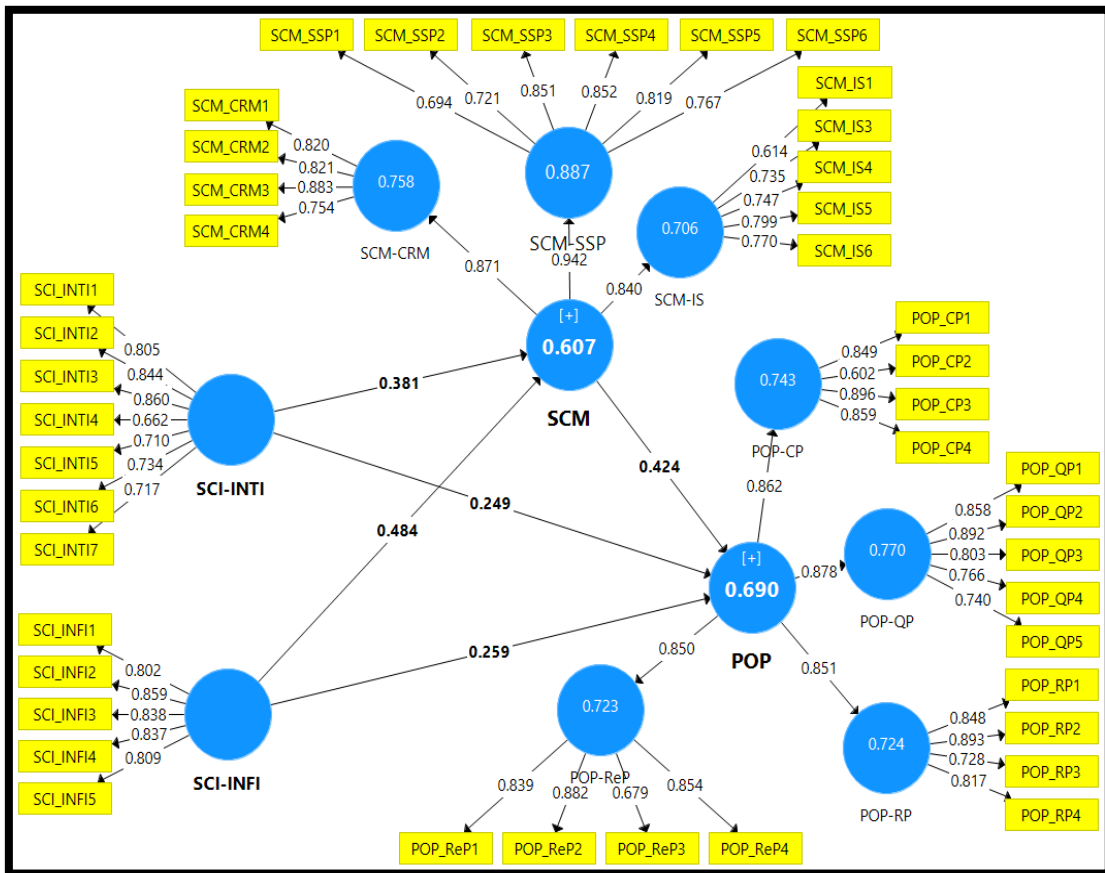 SCM_SSP1 SCM_SSP2 SCM_SSP3 SCM_SSP4 SCM_SSP5 SCM_SSP6
0.694 0.721 0.851 0.852 0.819 0.767
0.887
SCM-SSP
0.942
SCM_CRM1
SCM_CRM2
SCM_CRM3
SCM_CRM4
0.820
0.821
0.883
0.754
0.758
SCM-CRM
0.871
SCM_IS1
SCM_IS3
SCM_IS4
SCM_IS5
SCM_IS6
0.614
0.735
0.747
0.799
0.770
0.706
SCM-IS
0.840
[+]
0.607
SCM
SCI_INTI1
SCI_INTI2
SCI_INTI3
SCI_INTI4
SCI_INTI5
SCI_INTI6
SCI_INTI7
0.805
0.844
0.860
0.662
0.710
0.734
0.717
SCI-INTI
0.381
0.249
0.484
0.424
0.259
POP_CP1
POP_CP2
POP_CP3
POP_CP4
0.849
0.602
0.896
0.859
0.743
POP-CP
0.862
POP_QP1
POP_QP2
POP_QP3
POP_QP4
POP_QP5
0.858
0.892
0.803
0.766
0.740
0.770
POP-QP
0.878
[+]
0.690
POP
SCI_INFI1
SCI_INFI2
SCI_INFI3
SCI_INFI4
SCI_INFI5
0.802
0.859
0.838
0.837
0.809
SCI-INFI
0.850
0.723
POP-ReP
0.839 0.882 0.679 0.854
POP_ReP1 POP_ReP2 POP_ReP3 POP_ReP4
0.851
0.724
POP-RP
POP_RP1
POP_RP2
POP_RP3
POP_RP4
0.848
0.893
0.728
0.817